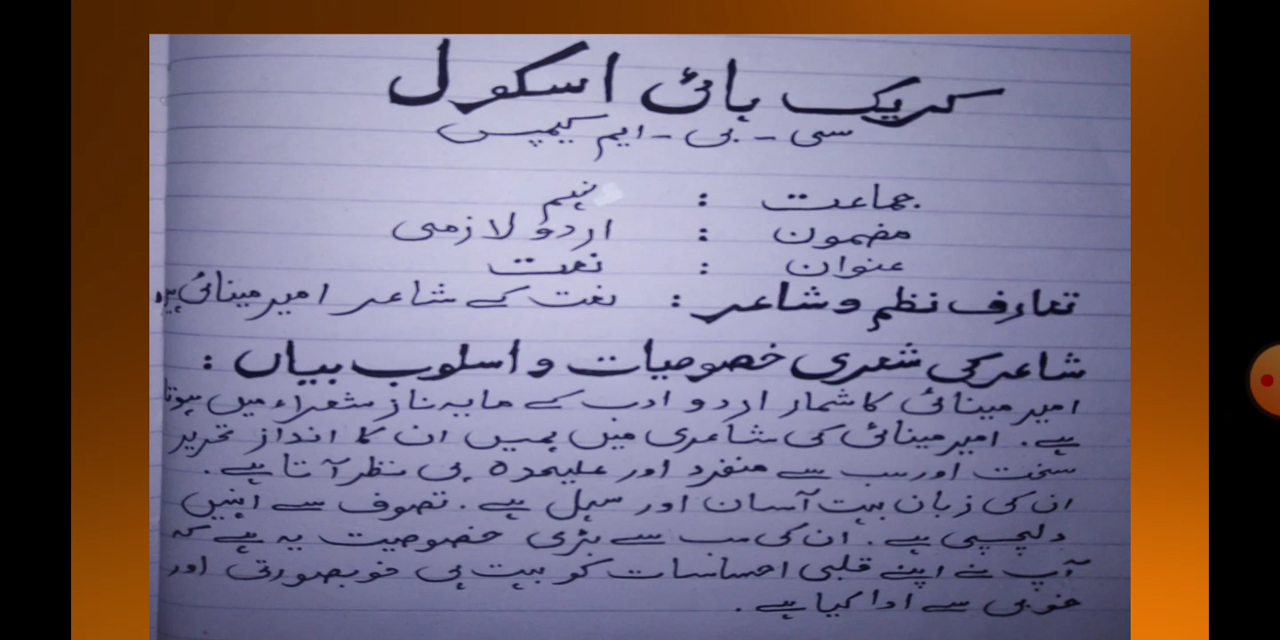 کریک ہائی اسکول
سی - بی - ایم کیمپس
جماعت : نہم
مضمون : اردو لازمی
عنوان : نعت
تعارف نظم و شاعر : نعت کے شاعر امیر مینائی ہیں
شاعر کی شعری خصوصیات و اسلوب بیاں :
امیر مینائی کا شمار اردو ادب کے مایہ ناز شعراء میں ہوتا
ہے۔ امیر مینائی کی شاعری میں ہمیں ان کا انداز تحریر
سخت اور سب سے منفرد اور علیحدہ ہی نظر آتا ہے۔
ان کی زبان بہت آسان اور سہل ہے۔ تصوف سے انہیں
دلچسپی ہے۔ ان کی سب سے بڑی خصوصیت یہ ہے کہ
آپ نے اپنے قلبی احساسات کو بہت ہی خوبصورتی اور
خوبی سے ادا کیا ہے۔